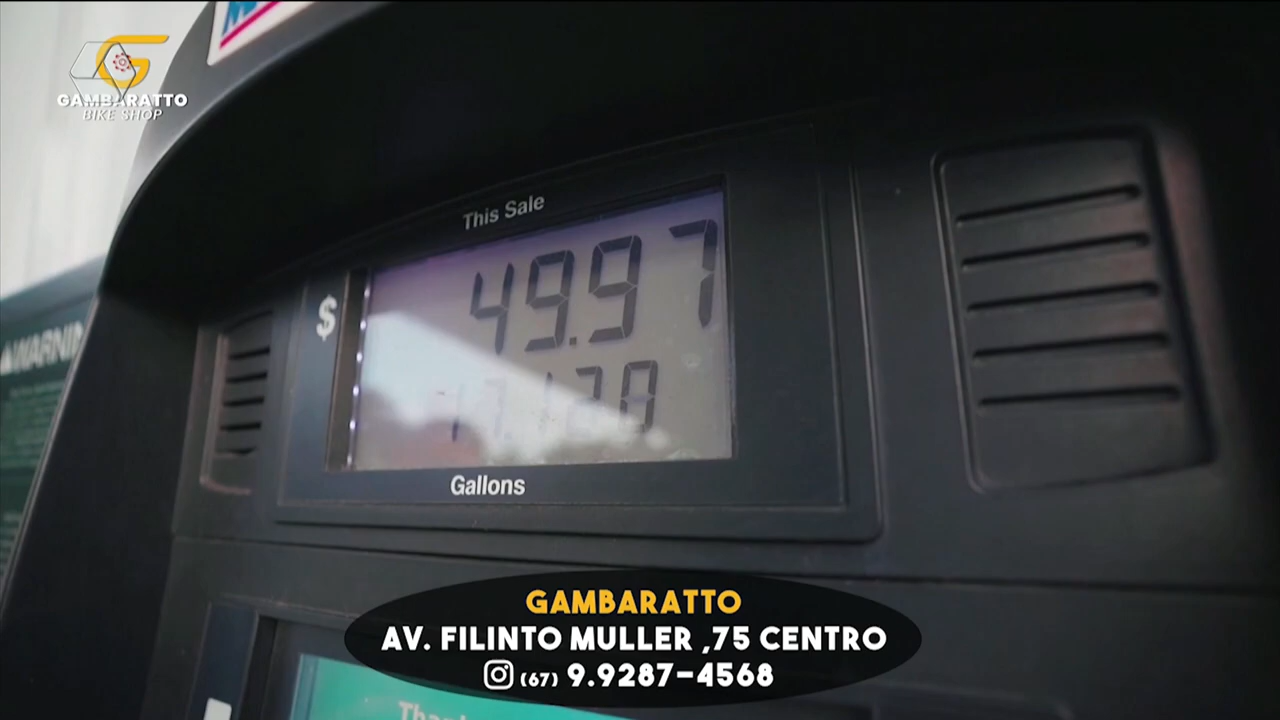 GAMBARATTO
BIKE SHOP
This Sale
$
49.97
Gallons
WARNIN
GAMBARATTO
AV. FILINTO MULLER ,75 CENTRO
(67) 9.9287-4568